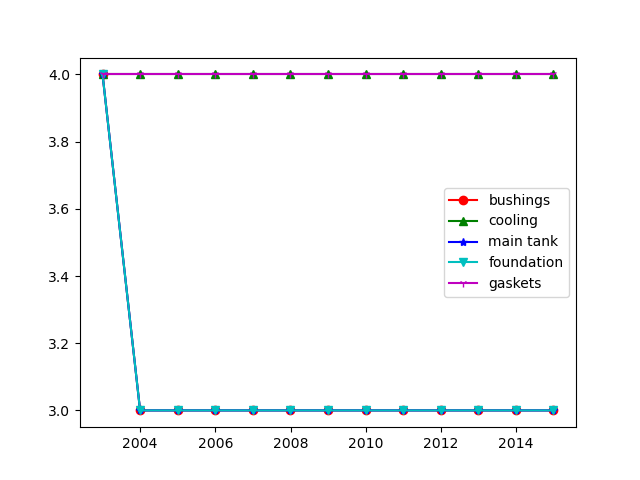 4.0
3.8
3.6
3.4
3.2
3.0
2004 2006 2008 2010 2012 2014
bushings
cooling
main tank
foundation
gaskets